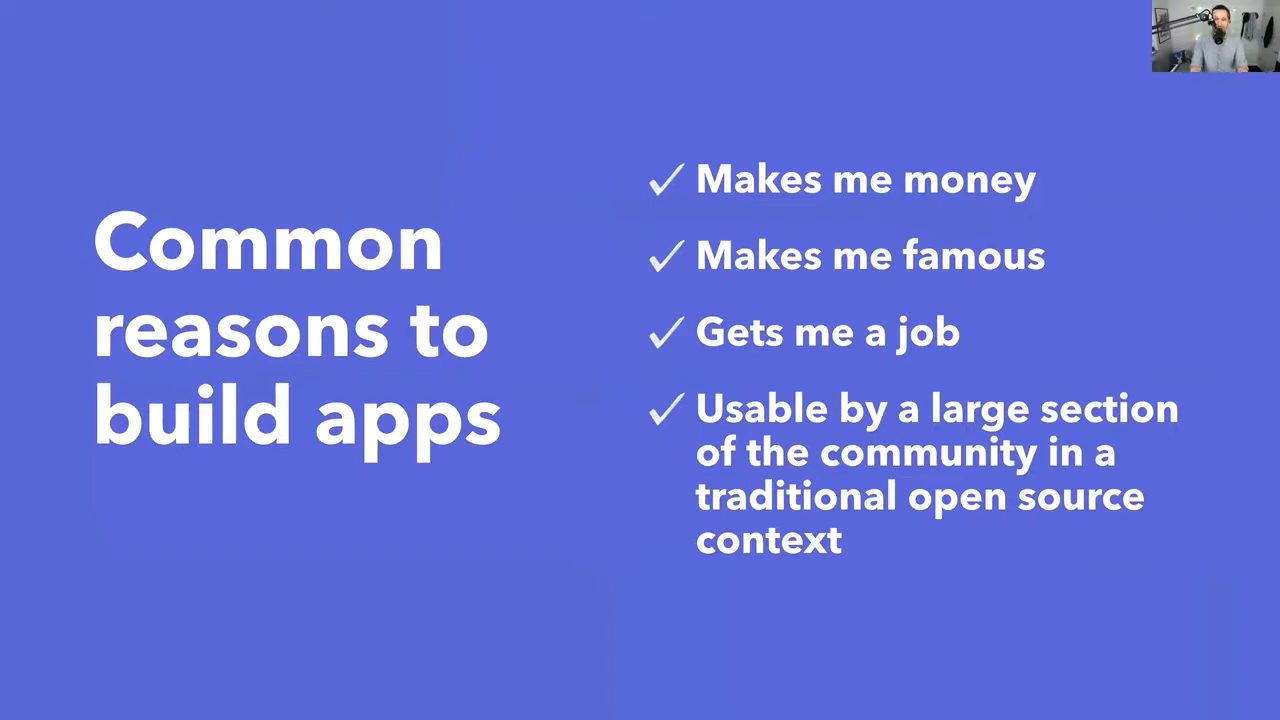 Common
reasons to
build apps
✓ Makes me money
✓ Makes me famous
✓ Gets me a job
✓ Usable by a large section
of the community in a
traditional open source
context